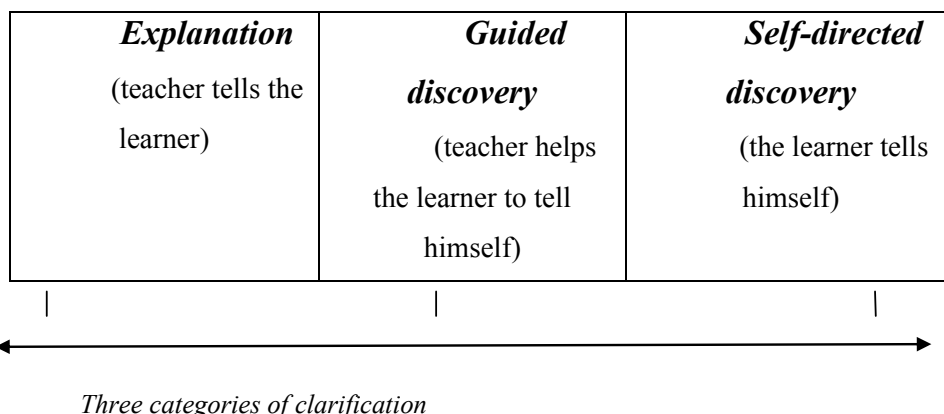 Explanation
(teacher tells the
learner)
Guided
discovery
(teacher helps
the learner to tell
himself)
Self-directed
discovery
(the learner tells
himself)
Three categories of clarification